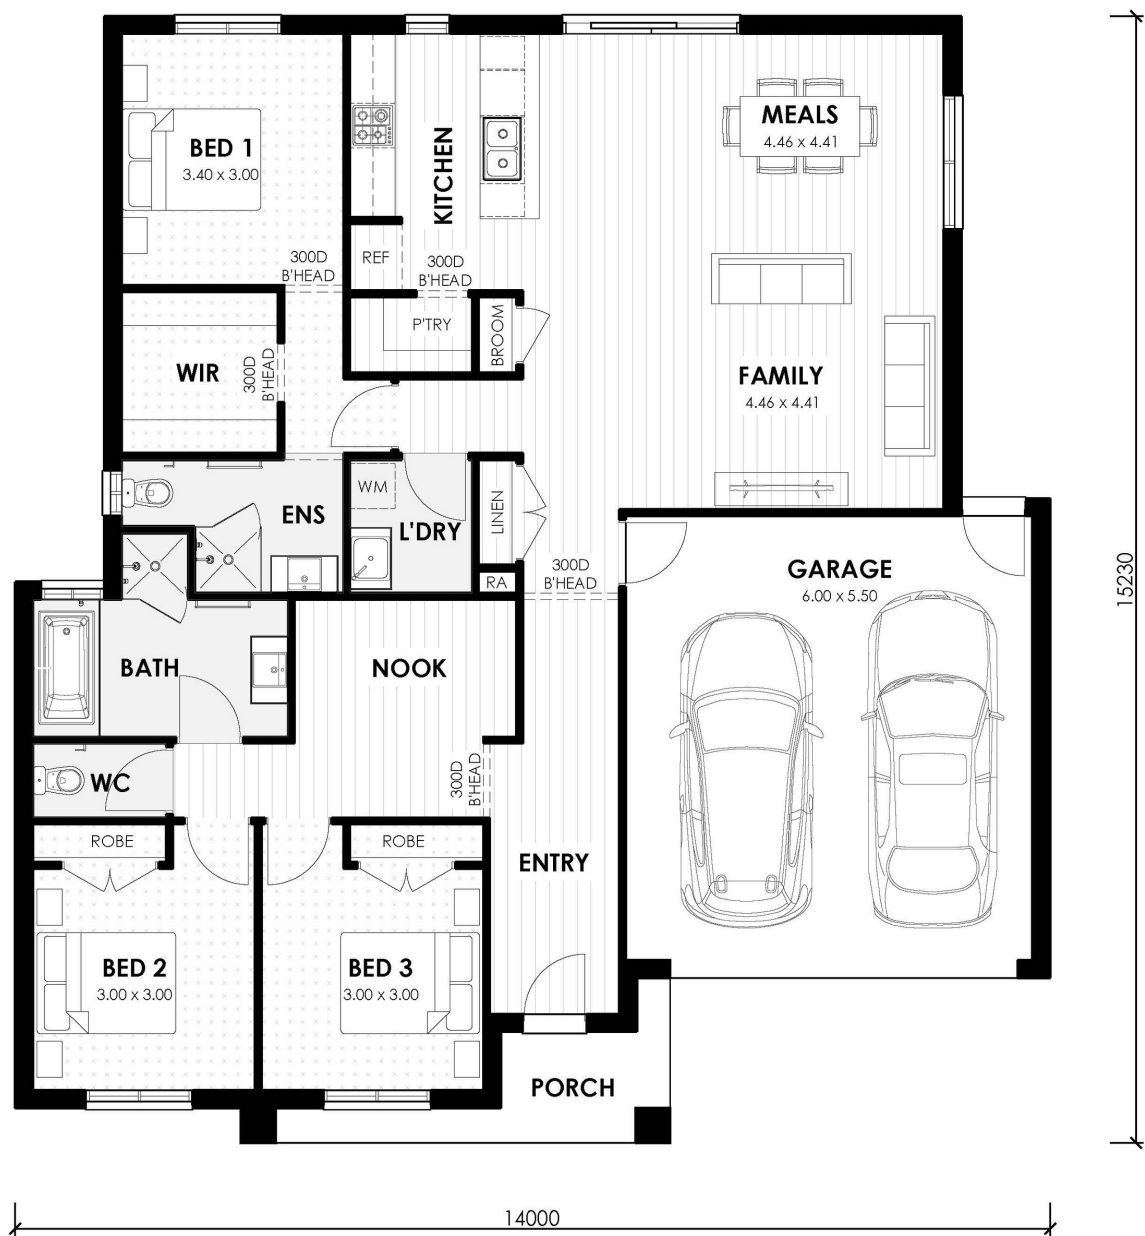 BED 1
3.40 x 3.00
KITCHEN
MEALS
4.46 x 4.41
300D
B'HEAD
REF
300D
B'HEAD
WIR
300D
B'HEAD
P'TRY
BROOM
FAMILY
4.46 x 4.41
ENS
WM
L'DRY
LINEN
RA
300D
B'HEAD
GARAGE
6.00 x 5.50
15230
BATH
NOOK
WC
300D
B'HEAD
ROBE
ROBE
ENTRY
BED 2
3.00 x 3.00
BED 3
3.00 x 3.00
PORCH
14000